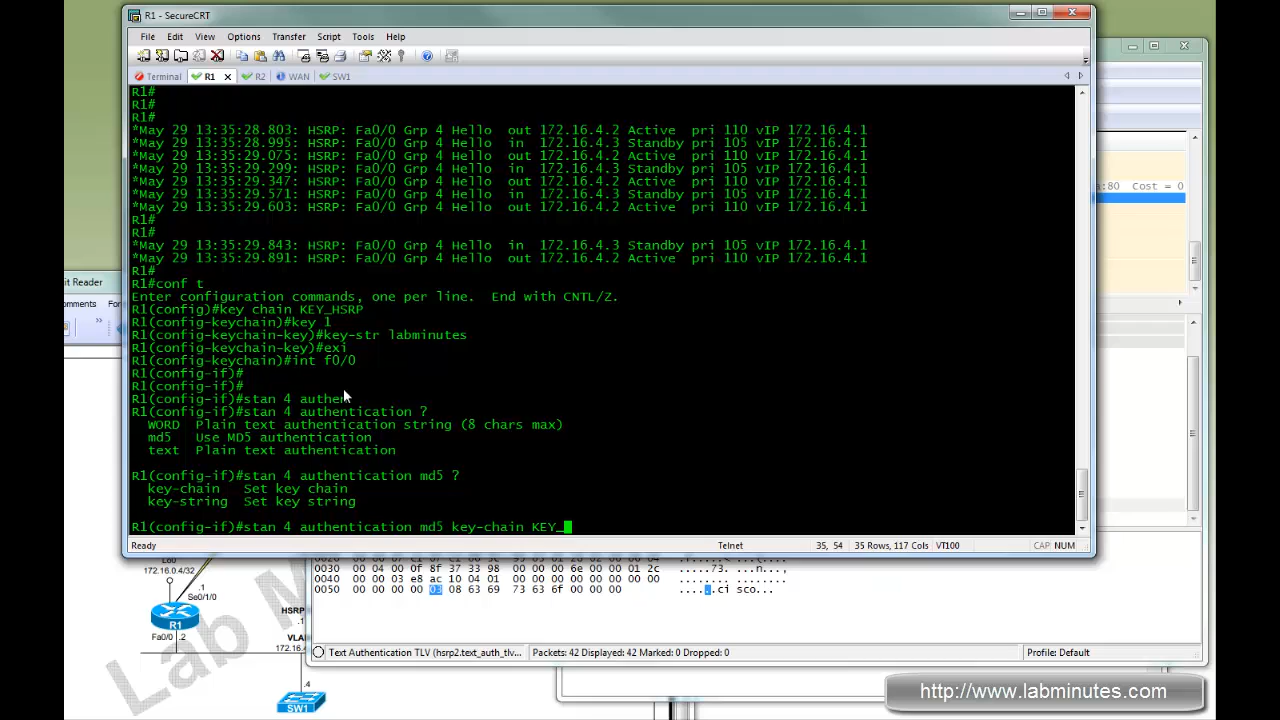 R1 - SecureCRT
File Edit View Options Transfer Script Tools Help
Terminal R1 x R2 WAN SW1
R1#
R1#
R1#
*May 29 13:35:28.803: HSRP: Fa0/0 Grp 4 Hello  out 172.16.4.2 Active  pri 110 vIP 172.16.4.1
*May 29 13:35:28.995: HSRP: Fa0/0 Grp 4 Hello  in  172.16.4.3 Standby pri 105 vIP 172.16.4.1
*May 29 13:35:29.075: HSRP: Fa0/0 Grp 4 Hello  out 172.16.4.2 Active  pri 110 vIP 172.16.4.1
*May 29 13:35:29.299: HSRP: Fa0/0 Grp 4 Hello  in  172.16.4.3 Standby pri 105 vIP 172.16.4.1
*May 29 13:35:29.347: HSRP: Fa0/0 Grp 4 Hello  out 172.16.4.2 Active  pri 110 vIP 172.16.4.1
*May 29 13:35:29.571: HSRP: Fa0/0 Grp 4 Hello  in  172.16.4.3 Standby pri 105 vIP 172.16.4.1
*May 29 13:35:29.603: HSRP: Fa0/0 Grp 4 Hello  out 172.16.4.2 Active  pri 110 vIP 172.16.4.1
R1#
R1#
*May 29 13:35:29.843: HSRP: Fa0/0 Grp 4 Hello  in  172.16.4.3 Standby pri 105 vIP 172.16.4.1
*May 29 13:35:29.891: HSRP: Fa0/0 Grp 4 Hello  out 172.16.4.2 Active  pri 110 vIP 172.16.4.1
R1#
R1#conf t
Enter configuration commands, one per line.  End with CNTL/Z.
R1(config)#key chain KEY_HSRP
R1(config-keychain)#key 1
R1(config-keychain-key)#key-str labminutes
R1(config-keychain-key)#exi
R1(config-keychain)#int f0/0
R1(config-if)#
R1(config-if)#
R1(config-if)#stan 4 authen
R1(config-if)#stan 4 authentication ?
WORD  Plain text authentication string (8 chars max)
md5   Use MD5 authentication
text  Plain text authentication
R1(config-if)#stan 4 authentication md5 ?
key-chain   Set key chain
key-string  Set key string
R1(config-if)#stan 4 authentication md5 key-chain KEY_
Ready Telnet 35, 54 35 Rows, 117 Cols VT100 CAP NUM
a:80 Cost = 0
it Reader
mments
»
0030 00 04 00 0f 8f 37 33 98 00 00 00 6e 00 00 01 2c .....73. ...n...,
0040 00 00 03 e8 ac 10 04 01 00 00 00 00 00 00 00 00 ........ ........
0050 00 00 00 00 03 08 63 69 73 63 6f 00 00 00 ......ci sco...
172.16.0.4/32
.1
Se0/1/0
R1
Fa0/0 .2
HSRP
.1
VLA
172.16.4
.4
SW1
Lab M
Text Authentication TLV (hsrp2.text_auth_tlv... Packets: 42 Displayed: 42 Marked: 0 Dropped: 0 Profile: Default
http://www.labminutes.com